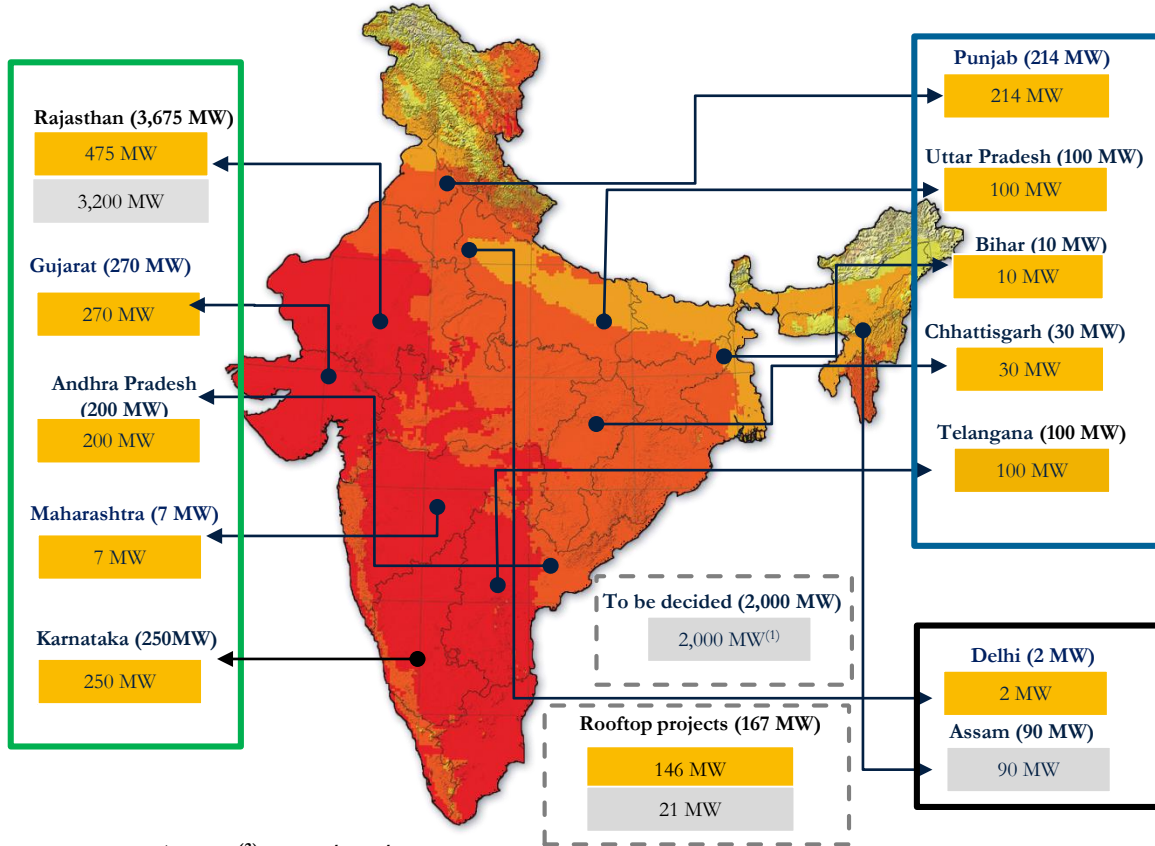 Rajasthan (3,675 MW)
475 MW
3,200 MW
Gujarat (270 MW)
270 MW
Andhra Pradesh
(200 MW)
200 MW
Maharashtra (7 MW)
7 MW
Karnataka (250MW)
250 MW
Punjab (214 MW)
214 MW
Uttar Pradesh (100 MW)
100 MW
Bihar (10 MW)
10 MW
Chhattisgarh (30 MW)
30 MW
Telangana (100 MW)
100 MW
To be decided (2,000 MW)
2,000 MW(1)
Rooftop projects (167 MW)
146 MW
21 MW
Delhi (2 MW)
2 MW
Assam (90 MW)
90 MW